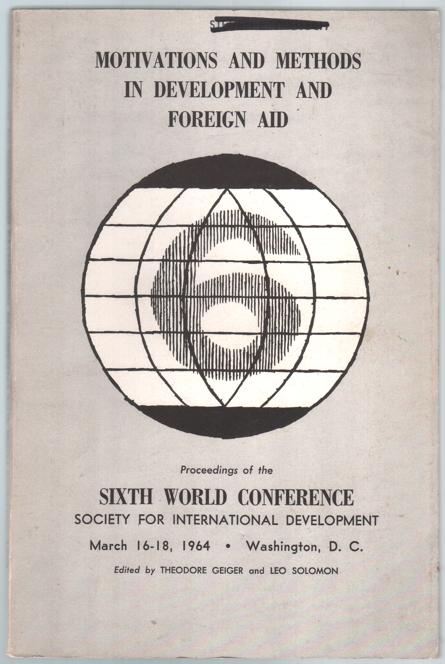 MOTIVATIONS AND METHODS
IN DEVELOPMENT AND
FOREIGN AID
6
Proceedings of the
SIXTH WORLD CONFERENCE
SOCIETY FOR INTERNATIONAL DEVELOPMENT
March 16-18, 1964 • Washington, D. C.
Edited by THEODORE GEIGER and LEO SOLOMON